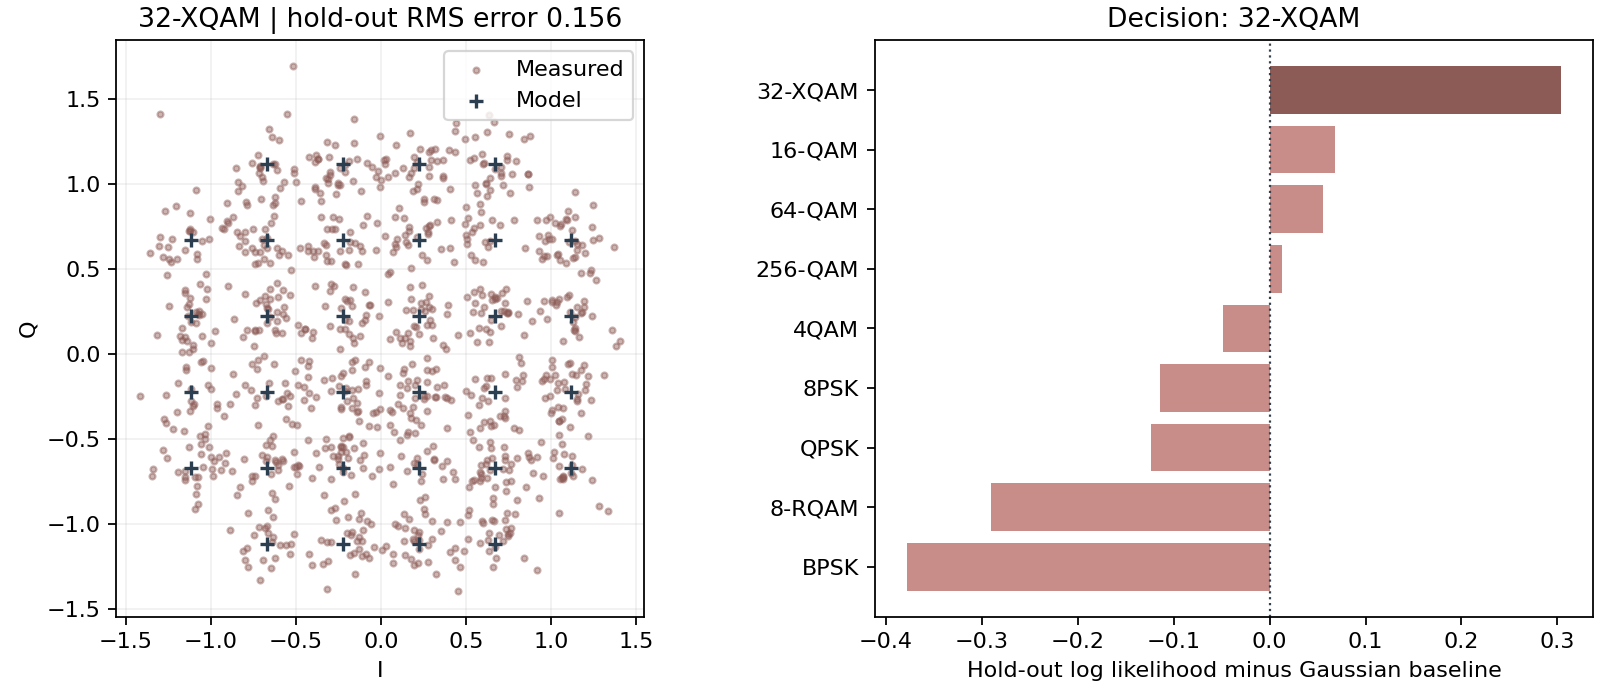 32-XQAM | hold-out RMS error 0.156
Measured
Model
1.5
1.0
0.5
0.0
−0.5
−1.0
−1.5
Q
−1.5
−1.0
−0.5
0.0
0.5
1.0
1.5
I
Decision: 32-XQAM
32-XQAM
16-QAM
64-QAM
256-QAM
4QAM
8PSK
QPSK
8-RQAM
BPSK
−0.4
−0.3
−0.2
−0.1
0.0
0.1
0.2
0.3
Hold-out log likelihood minus Gaussian baseline